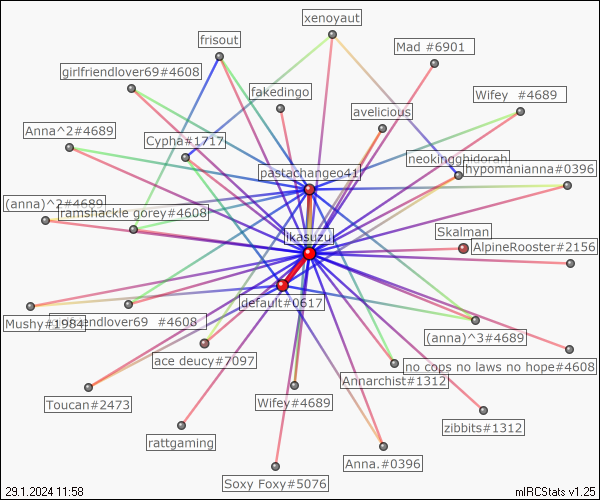 xenoyaut
frisout
Mad #6901
girlfriendlover69#4608
fakedingo
Wifey  #4689
avelicious
Anna^2#4689
Cypha#1717
neokingghidorah
pastachangeo41
hypomanianna#0396
(anna)^2#4689
ramshackle gorey#4608
Skalman
ikasuzu
AlpineRooster#2156
default#0617
Mushy#1984
endlover69  #4608
(anna)^3#4689
ace deucy#7097
no cops no laws no hope#4608
Annarchist#1312
Toucan#2473
Wifey#4689
zibbits#1312
rattgaming
Anna.#0396
Soxy Foxy#5076
29.1.2024 11:58
mIRCStats v1.25